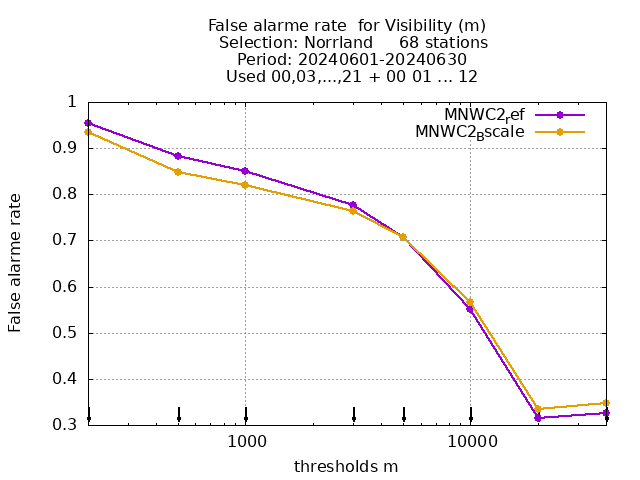 False alarme rate  for Visibility (m)
Selection: Norrland     68 stations
Period: 20240601-20240630
Used 00,03,...,21 + 00 01 ... 12
MNWC2ref
MNWC2Bscale
1
0.9
0.8
0.7
0.6
0.5
0.4
0.3
False alarme rate
1000
10000
thresholds m